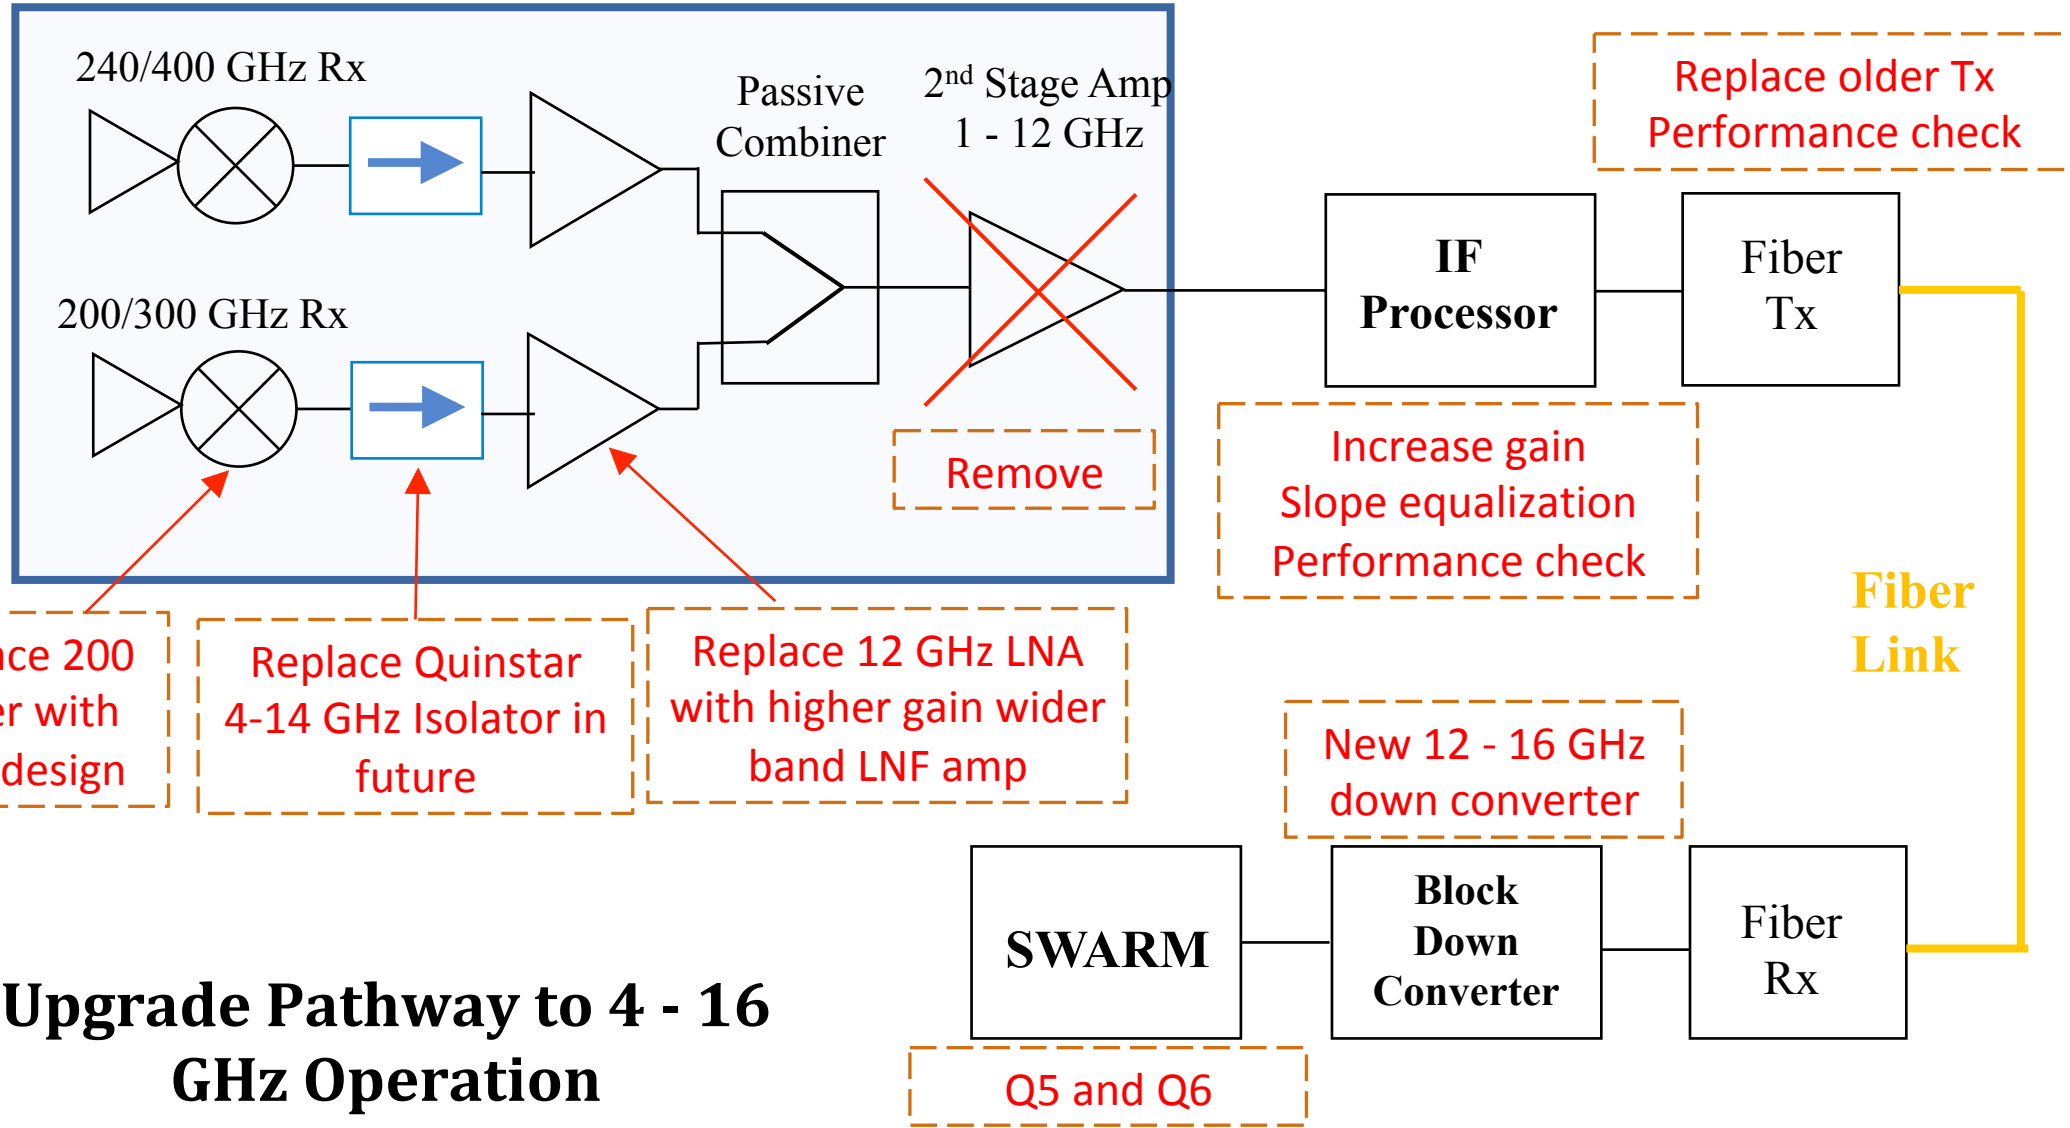 240/400 GHz Rx
Passive
Combiner
2nd Stage Amp
1 - 12 GHz
Replace older Tx
Performance check
200/300 GHz Rx
IF
Processor
Fiber
Tx
Remove
Increase gain
Slope equalization
Performance check
Fiber
Link
200
with
design
Replace Quinstar
4-14 GHz Isolator in
future
Replace 12 GHz LNA
with higher gain wider
band LNF amp
New 12 - 16 GHz
down converter
SWARM
Block
Down
Converter
Fiber
Rx
Q5 and Q6
Upgrade Pathway to 4 - 16
GHz Operation